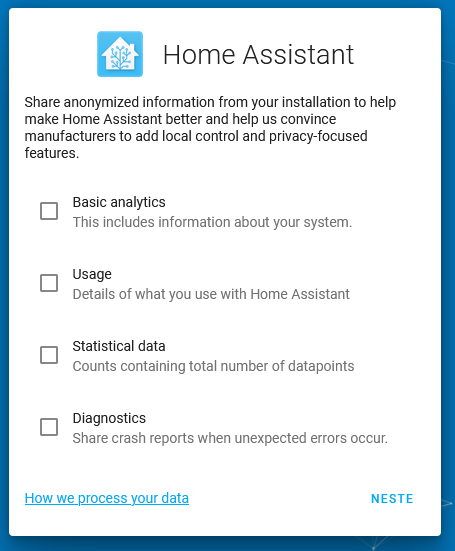 Home Assistant
Share anonymized information from your installation to help
make Home Assistant better and help us convince
manufacturers to add local control and privacy-focused
features.
Basic analytics
This includes information about your system.
Usage
Details of what you use with Home Assistant
Statistical data
Counts containing total number of datapoints
Diagnostics
Share crash reports when unexpected errors occur.
How we process your data
NESTE